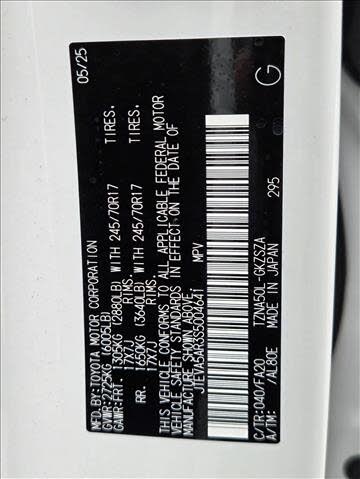 MFD.BY:TOYOTA MOTOR CORPORATION 05/25
GVWR:2725KG(6005LB)
GAWR:FRT. 1305KG (2880LB) WITH 245/70R17 TIRES.
17X7J RIMS.
RR. 1650KG (3640LB) WITH 245/70R17 TIRES.
17X7J RIMS.
THIS VEHICLE CONFORMS TO ALL APPLICABLE FEDERAL MOTOR
VEHICLE SAFETY STANDARDS IN EFFECT ON THE DATE OF
MANUFACTURE SHOWN ABOVE.
JTEVA5AR3S5004641 MPV
C/TR:040/FA20 TZNA50L-GKZSZA G
A/TM: /AL80E MADE IN JAPAN 295